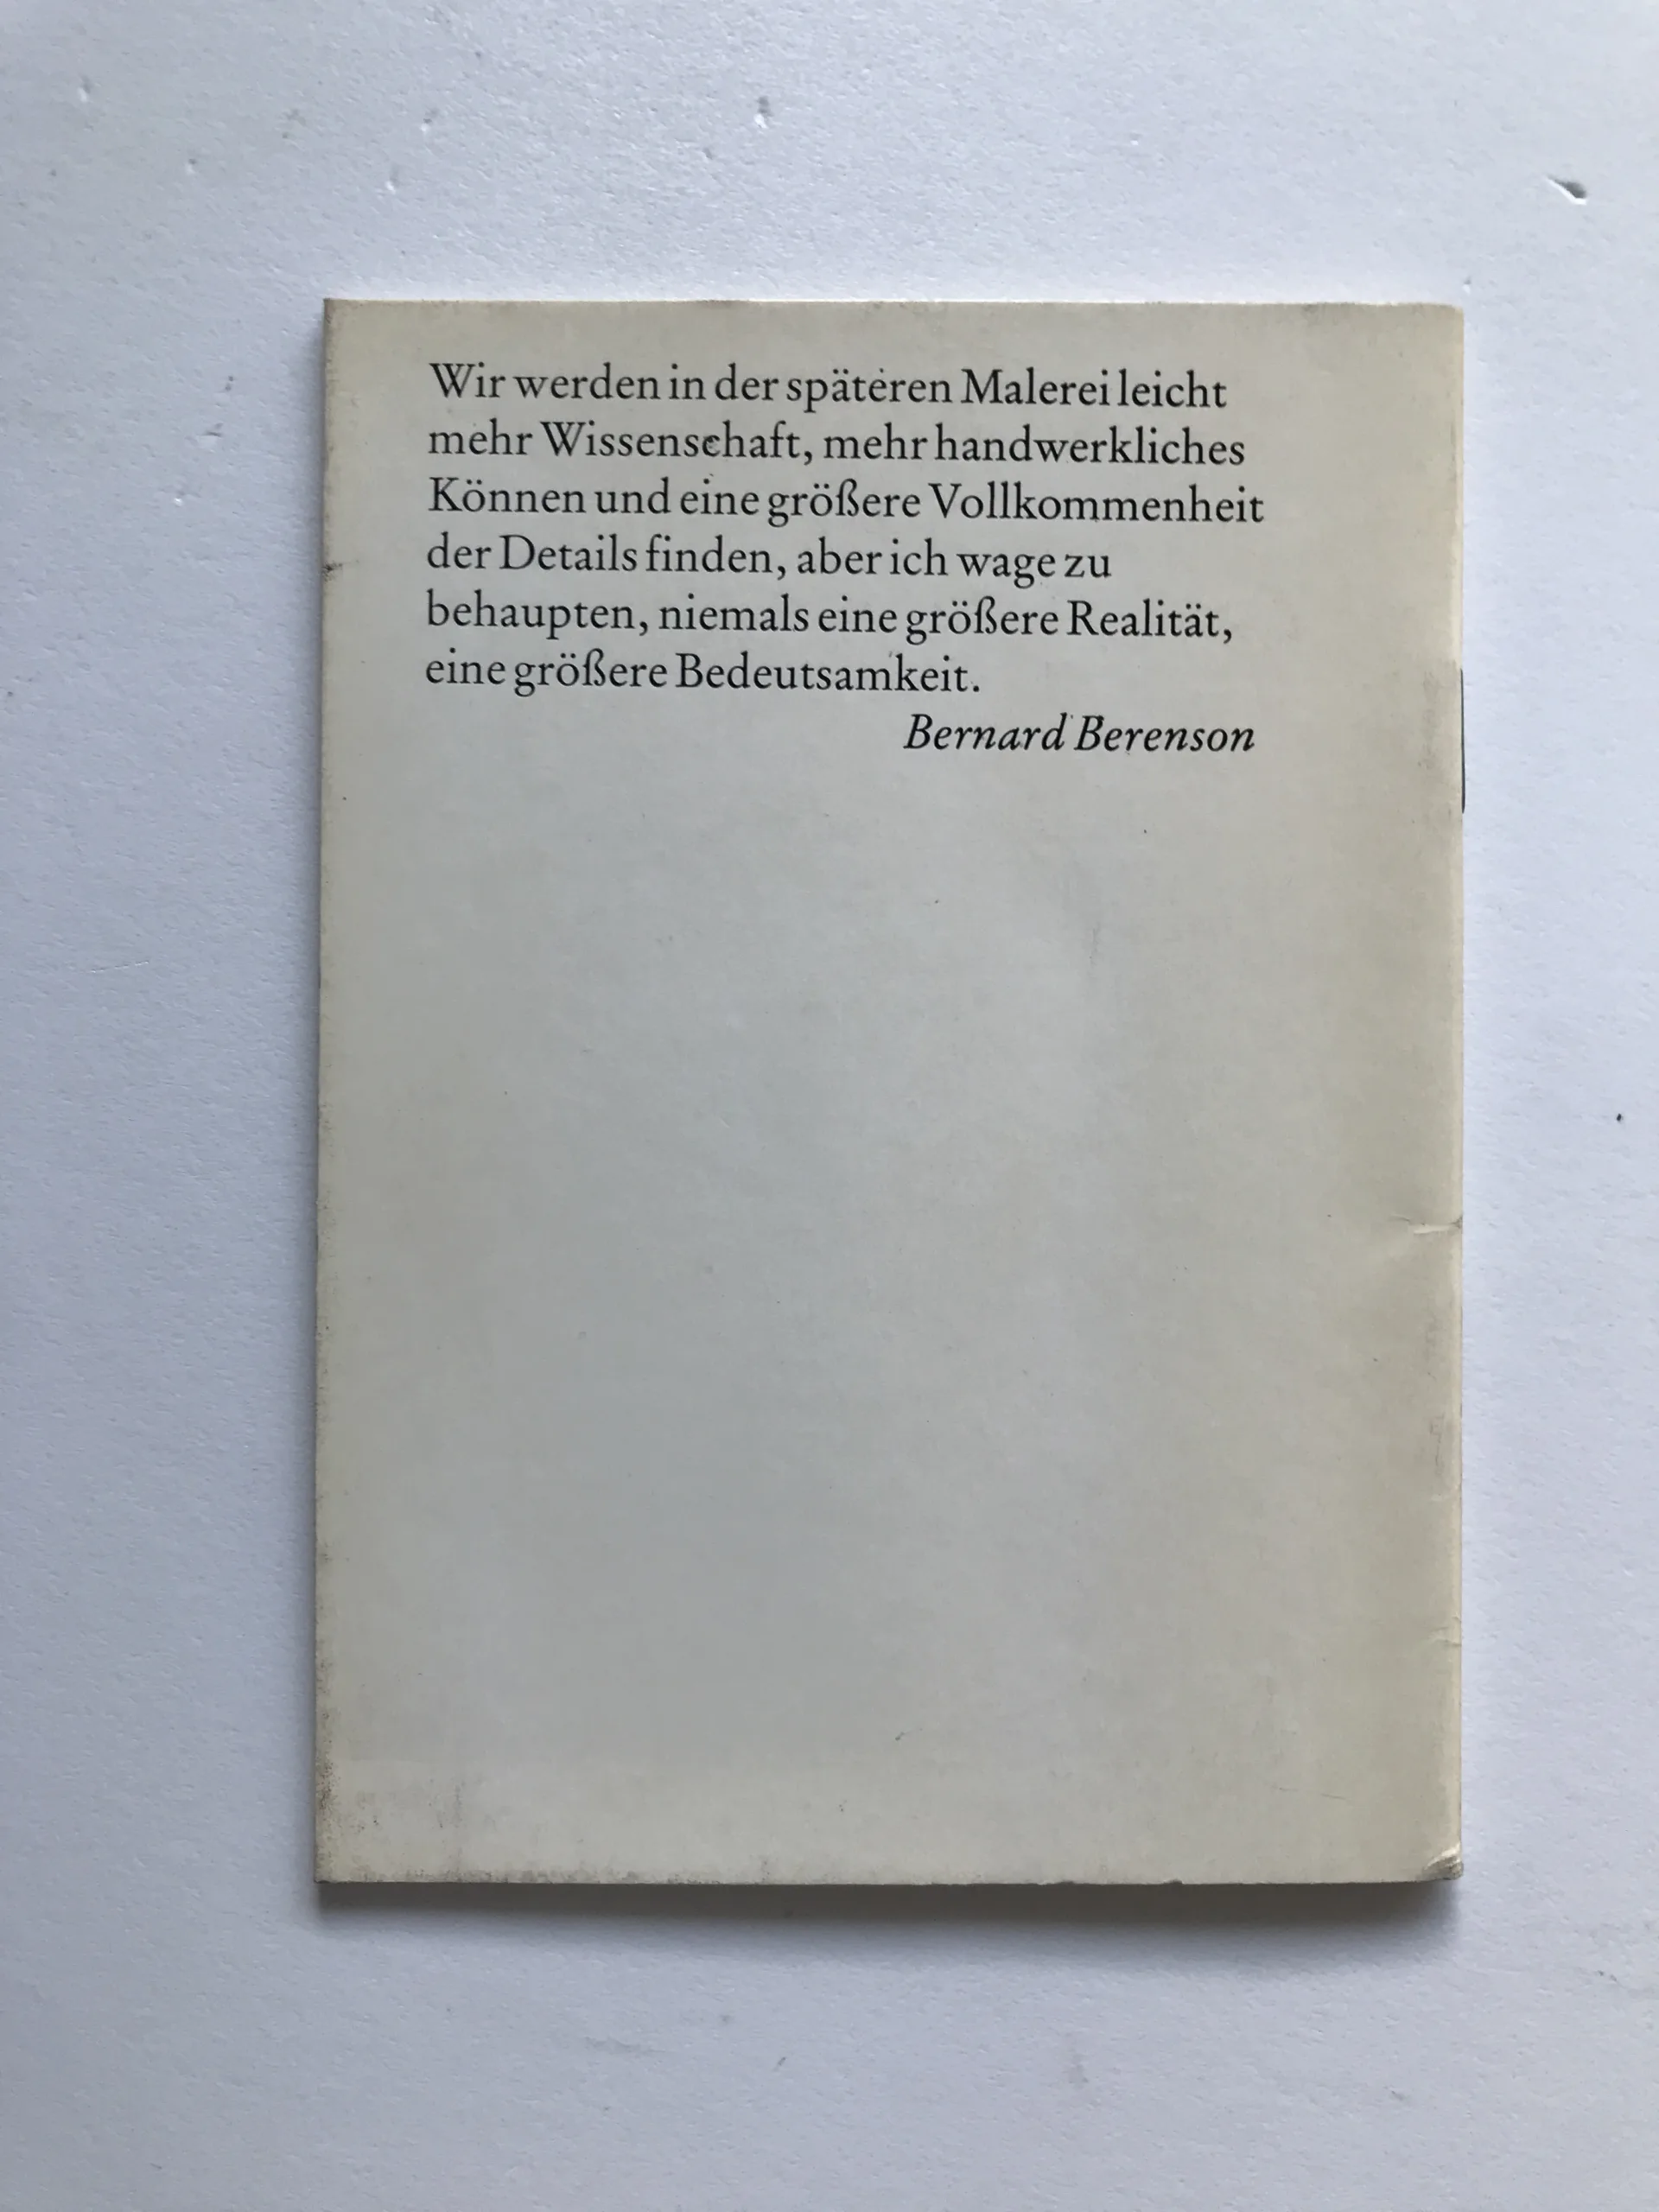 Wir werden in der späteren Malerei leicht
mehr Wissenschaft, mehr handwerkliches
Können und eine größere Vollkommenheit
der Details finden, aber ich wage zu
behaupten, niemals eine größere Realität,
eine größere Bedeutsamkeit.
Bernard Berenson